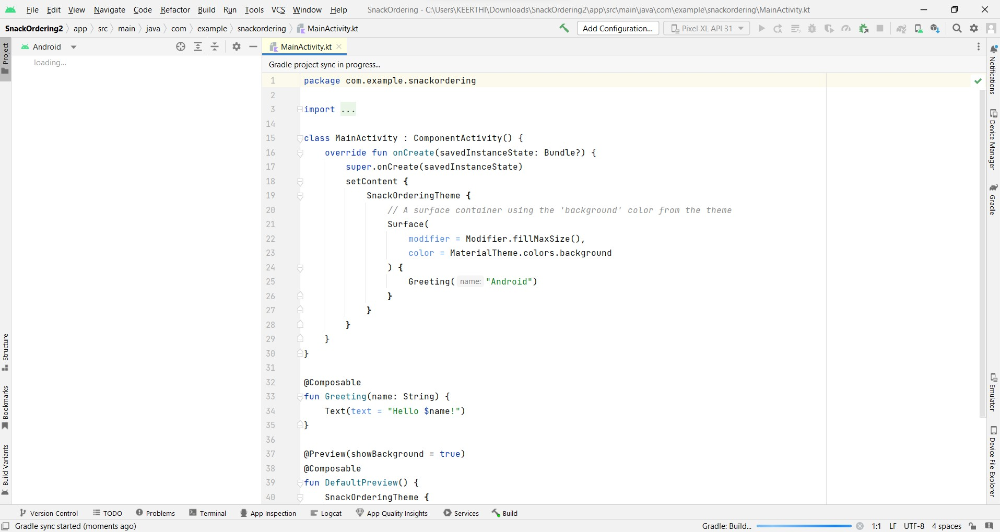 File Edit View Navigate Code Refactor Build Run Tools VCS Window Help SnackOrdering - C:\Users\KEERTHI\Downloads\SnackOrdering2\app\src\main\java\com\example\snackordering\MainActivity.kt
SnackOrdering2 app src main java com example snackordering MainActivity.kt Add Configuration... Pixel XL API 31
Project
Android
MainActivity.kt
loading...
Gradle project sync in progress...
1 package com.example.snackordering
2
3 import ...
14
15 class MainActivity : ComponentActivity() {
16 override fun onCreate(savedInstanceState: Bundle?) {
17 super.onCreate(savedInstanceState)
18 setContent {
19 SnackOrderingTheme {
20 // A surface container using the 'background' color from the theme
21 Surface(
22 modifier = Modifier.fillMaxSize(),
23 color = MaterialTheme.colors.background
24 ) {
25 Greeting( name: "Android")
26 }
27 }
28 }
29 }
30 }
31
32 @Composable
33 fun Greeting(name: String) {
34 Text(text = "Hello $name!")
35 }
36
37 @Preview(showBackground = true)
38 @Composable
39 fun DefaultPreview() {
40 SnackOrderingTheme {
Structure
Bookmarks
Build Variants
Notifications
Device Manager
Gradle
Emulator
Device File Explorer
Version Control TODO Problems Terminal App Inspection Logcat App Quality Insights Services Build
Gradle sync started (moments ago) Gradle: Build... 1:1 LF UTF-8 4 spaces